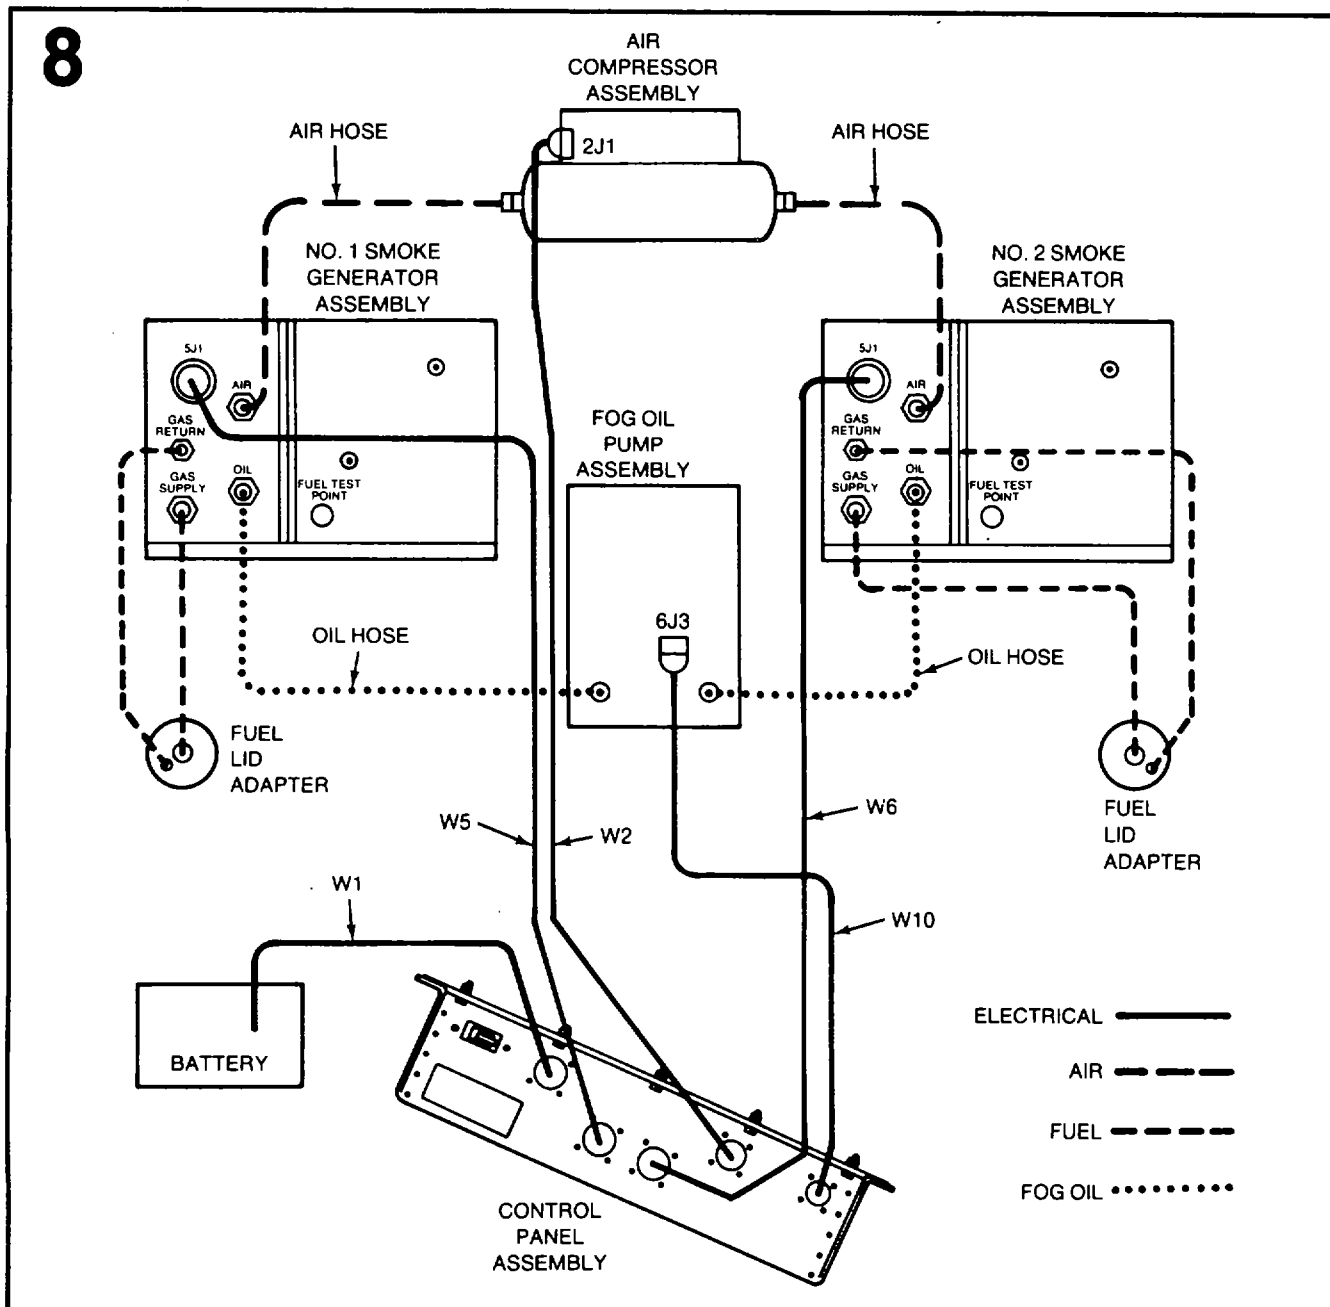 8
AIR
COMPRESSOR
ASSEMBLY
AIR HOSE
2J1
AIR HOSE
NO. 1 SMOKE
GENERATOR
ASSEMBLY
NO. 2 SMOKE
GENERATOR
ASSEMBLY
5J1
AIR
GAS
RETURN
GAS
SUPPLY
OIL
FUEL TEST
POINT
FOG OIL
PUMP
ASSEMBLY
5J1
AIR
GAS
RETURN
GAS
SUPPLY
OIL
FUEL TEST
POINT
6J3
OIL HOSE
OIL HOSE
FUEL
LID
ADAPTER
FUEL
LID
ADAPTER
W5
W2
W6
W1
W10
BATTERY
CONTROL
PANEL
ASSEMBLY
ELECTRICAL
AIR
FUEL
FOG OIL